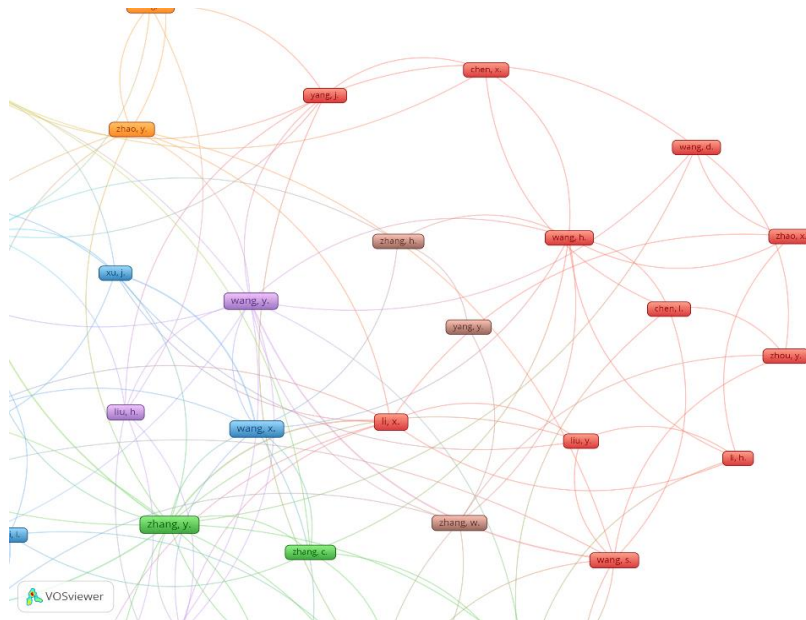 chen, x.
yang, j.
zhao, y.
wang, d.
zhang, h.
wang, h.
zhao, x
xu, j.
wang, y.
chen, l.
yang, y.
zhou, y.
liu, h.
wang, x.
li, x.
liu, y.
li, h.
zhang, y.
zhang, w.
zhang, c.
wang, s.
VOSviewer